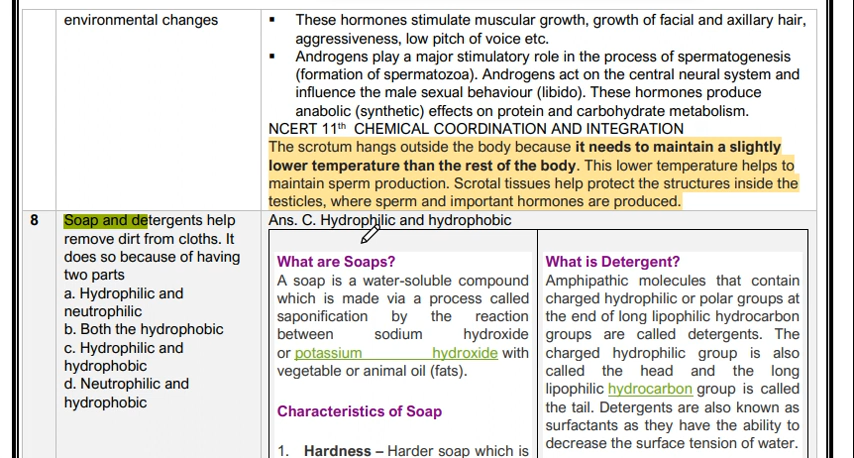 environmental changes
▪ These hormones stimulate muscular growth, growth of facial and axillary hair,
aggressiveness, low pitch of voice etc.
▪ Androgens play a major stimulatory role in the process of spermatogenesis
(formation of spermatozoa). Androgens act on the central neural system and
influence the male sexual behaviour (libido). These hormones produce
anabolic (synthetic) effects on protein and carbohydrate metabolism.
NCERT 11th CHEMICAL COORDINATION AND INTEGRATION
The scrotum hangs outside the body because it needs to maintain a slightly
lower temperature than the rest of the body. This lower temperature helps to
maintain sperm production. Scrotal tissues help protect the structures inside the
testicles, where sperm and important hormones are produced.
8
Soap and detergents help
remove dirt from cloths. It
does so because of having
two parts
a. Hydrophilic and
neutrophilic
b. Both the hydrophobic
c. Hydrophilic and
hydrophobic
d. Neutrophilic and
hydrophobic
Ans. C. Hydrophilic and hydrophobic
What are Soaps?
A soap is a water-soluble compound
which is made via a process called
saponification by the reaction
between sodium hydroxide
or potassium hydroxide with
vegetable or animal oil (fats).
Characteristics of Soap
1. Hardness – Harder soap which is
What is Detergent?
Amphipathic molecules that contain
charged hydrophilic or polar groups at
the end of long lipophilic hydrocarbon
groups are called detergents. The
charged hydrophilic group is also
called the head and the long
lipophilic hydrocarbon group is called
the tail. Detergents are also known as
surfactants as they have the ability to
decrease the surface tension of water.